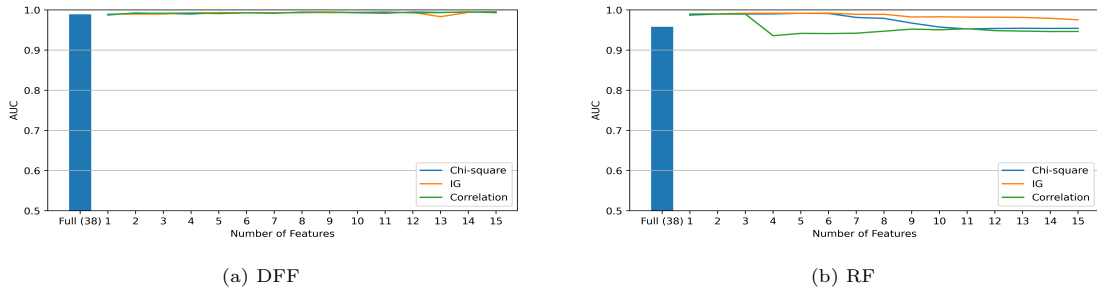 1.0
0.9
0.8
0.7
0.6
0.5
AUC
Full (38) 1 2 3 4 5 6 7 8 9 10 11 12 13 14 15
Number of Features
Chi-square
IG
Correlation
(a) DFF
1.0
0.9
0.8
0.7
0.6
0.5
AUC
Full (38) 1 2 3 4 5 6 7 8 9 10 11 12 13 14 15
Number of Features
Chi-square
IG
Correlation
(b) RF